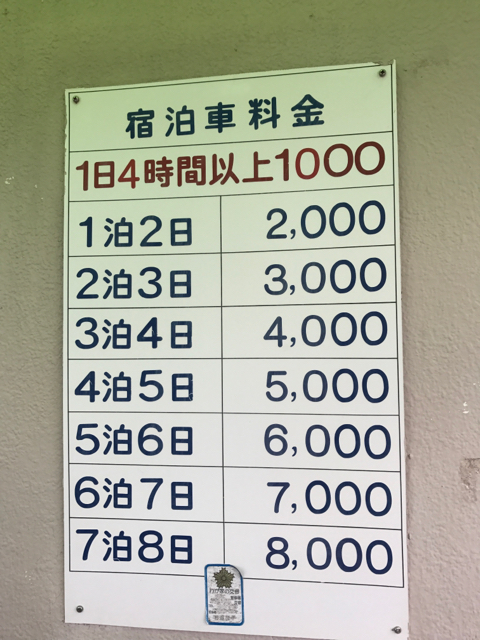 宿泊車料金
1日4時間以上1000
1泊2日 2,000
2泊3日 3,000
3泊4日 4,000
4泊5日 5,000
5泊6日 6,000
6泊7日 7,000
7泊8日 8,000